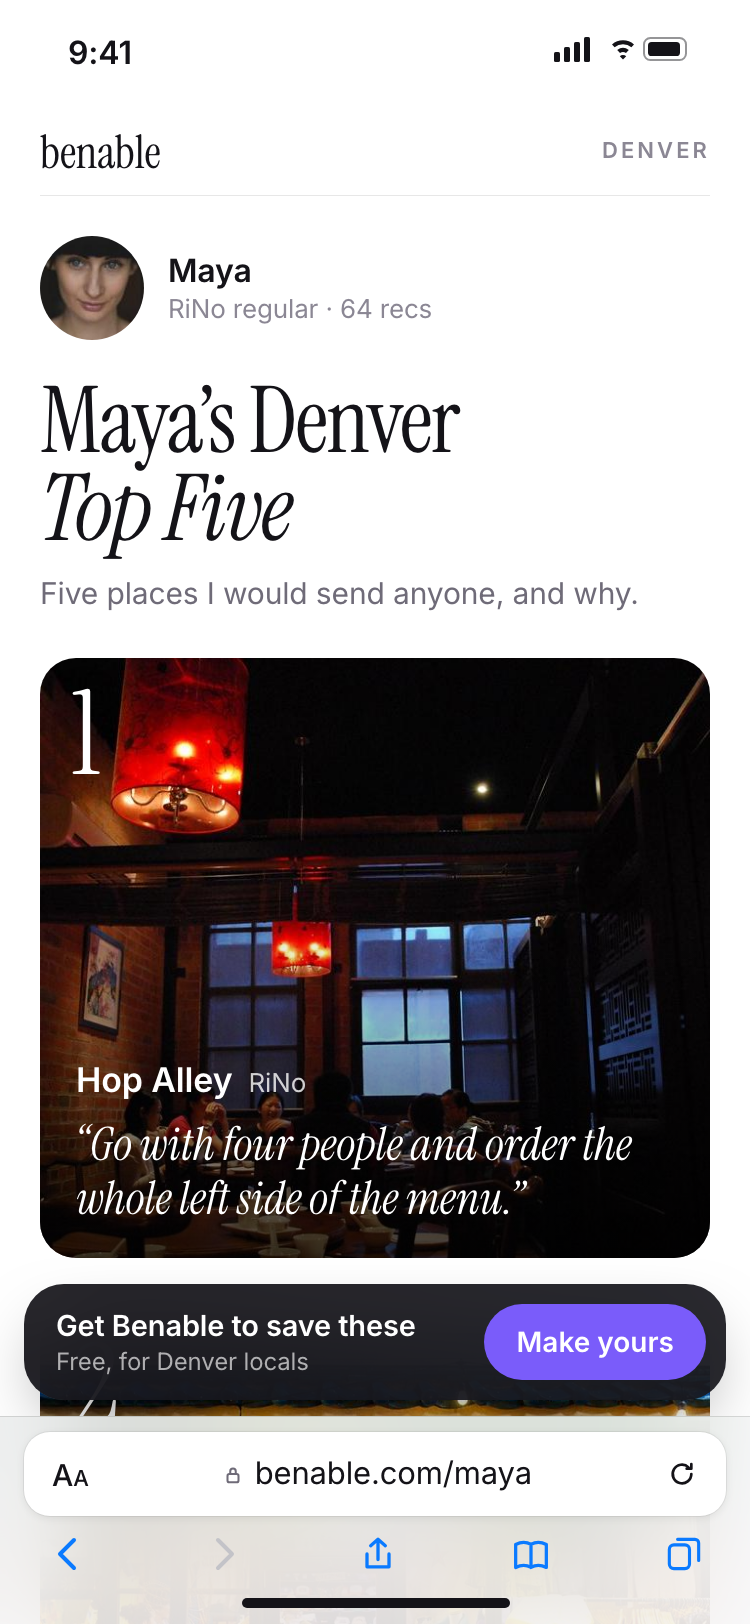 9:41
benable
DENVER
Maya
RiNo regular · 64 recs
Maya’s Denver
Top Five
Five places I would send anyone, and why.
1
Hop Alley RiNo
“Go with four people and order the
whole left side of the menu.”
Get Benable to save these
Free, for Denver locals
Make yours
AA
benable.com/maya